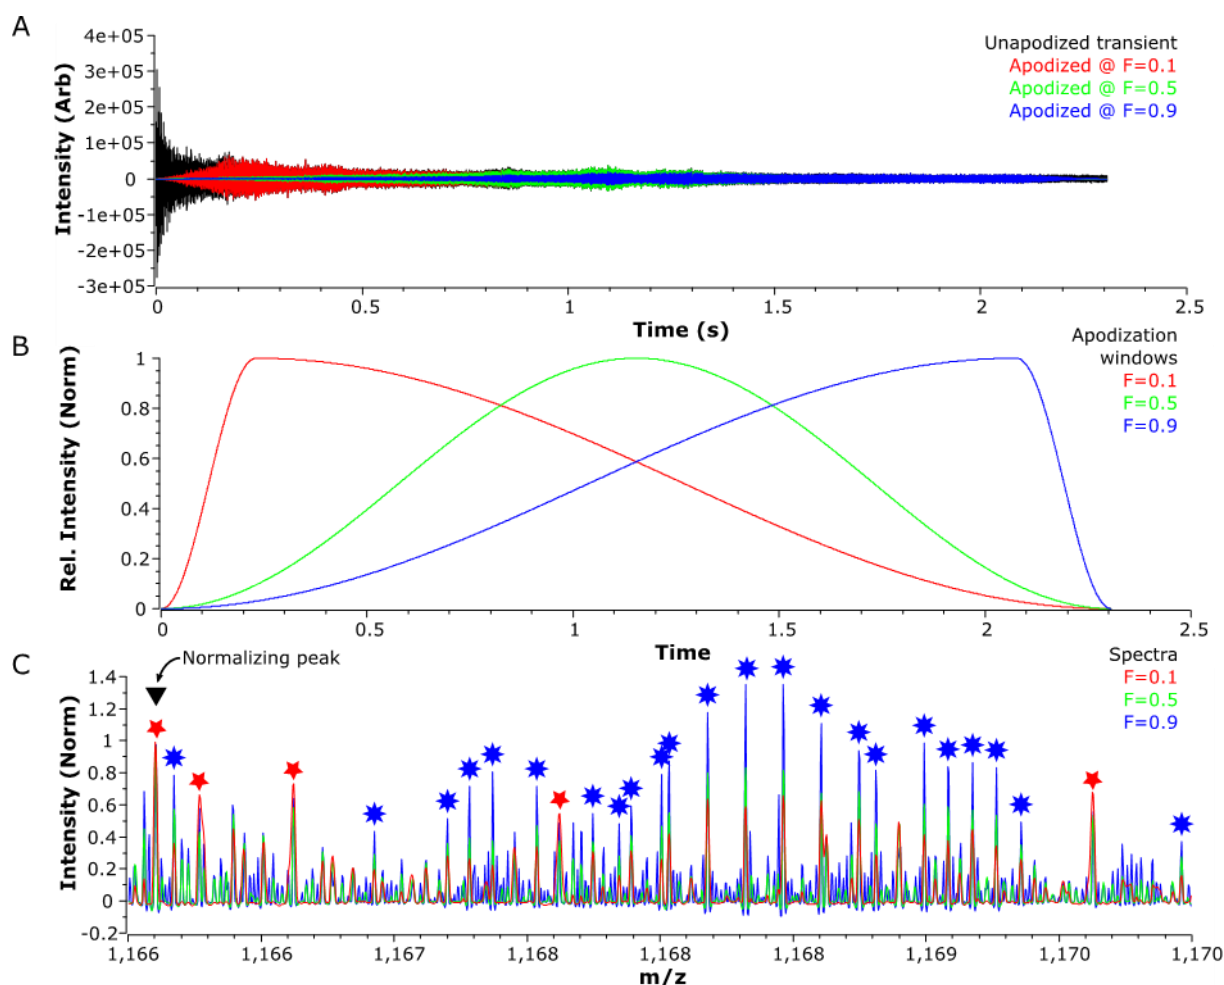 A
4e+05
3e+05
2e+05
1e+05
0
-1e+05
-2e+05
-3e+05
Intensity (Arb)
Unapodized transient
Apodized @ F=0.1
Apodized @ F=0.5
Apodized @ F=0.9
0 0.5 1 1.5 2 2.5
Time (s)
B
1
0.8
0.6
0.4
0.2
0
Rel. Intensity (Norm)
Apodization
windows
F=0.1
F=0.5
F=0.9
0 0.5 1 1.5 2 2.5
Time
C
Normalizing peak
1.4
1.2
1
0.8
0.6
0.4
0.2
0
-0.2
Intensity (Norm)
Spectra
F=0.1
F=0.5
F=0.9
1,166 1,166 1,167 1,168 1,168 1,168 1,169 1,170 1,170
m/z